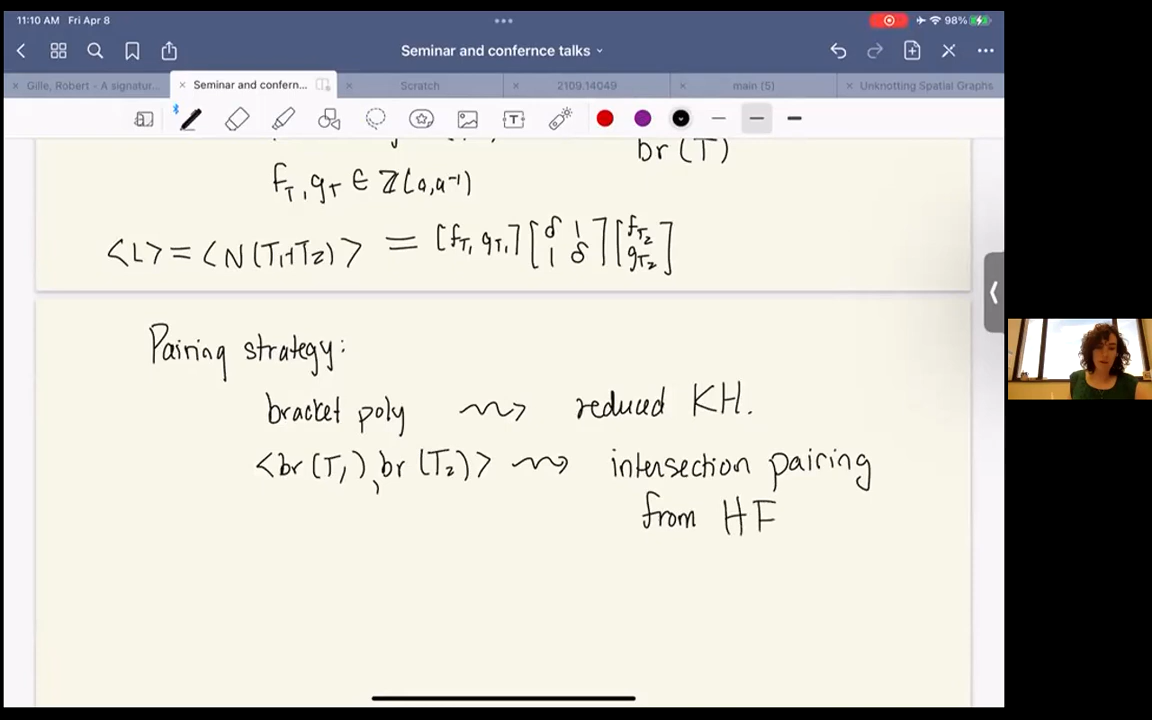 11:10 AM Fri Apr 8
98%
Seminar and confernce talks
Gille, Robert - A signatur...
Seminar and confern...
Scratch
2109.14049
main (5)
Unknotting Spatial Graphs
br (T)
f_T, g_T ∈ Z[a, a⁻¹]
<L> = <N(T₁+T₂)> = [f_T₁ g_T₁] [δ 1 1 δ] [f_T₂ g_T₂]
Pairing strategy:
bracket poly ⇝ reduced KH.
<br (T₁), br (T₂)> ⇝ intersection pairing
from HF